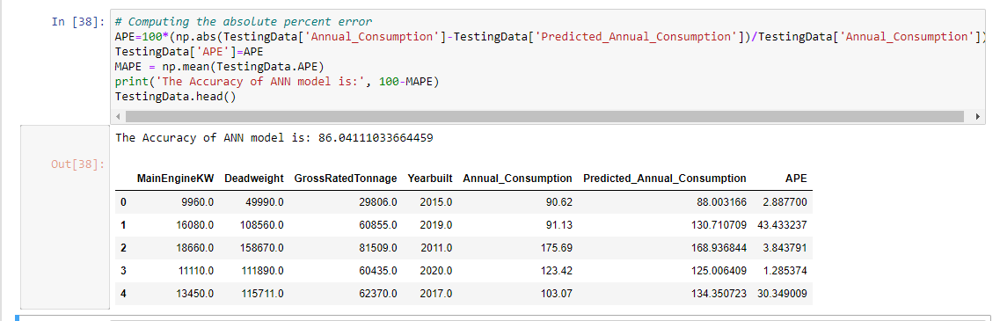 In [38]: # Computing the absolute percent error
APE=100*(np.abs(TestingData['Annual_Consumption']-TestingData['Predicted_Annual_Consumption'])/TestingData['Annual_Consumption'])
TestingData['APE']=APE
MAPE = np.mean(TestingData.APE)
print('The Accuracy of ANN model is:', 100-MAPE)
TestingData.head()
The Accuracy of ANN model is: 86.04111033664459
Out[38]:
MainEngineKW Deadweight GrossRatedTonnage Yearbuilt Annual_Consumption Predicted_Annual_Consumption APE
0 9960.0 49990.0 29806.0 2015.0 90.62 88.003166 2.887700
1 16080.0 108560.0 60855.0 2019.0 91.13 130.710709 43.433237
2 18660.0 158670.0 81509.0 2011.0 175.69 168.936844 3.843791
3 11110.0 111890.0 60435.0 2020.0 123.42 125.006409 1.285374
4 13450.0 115711.0 62370.0 2017.0 103.07 134.350723 30.349009